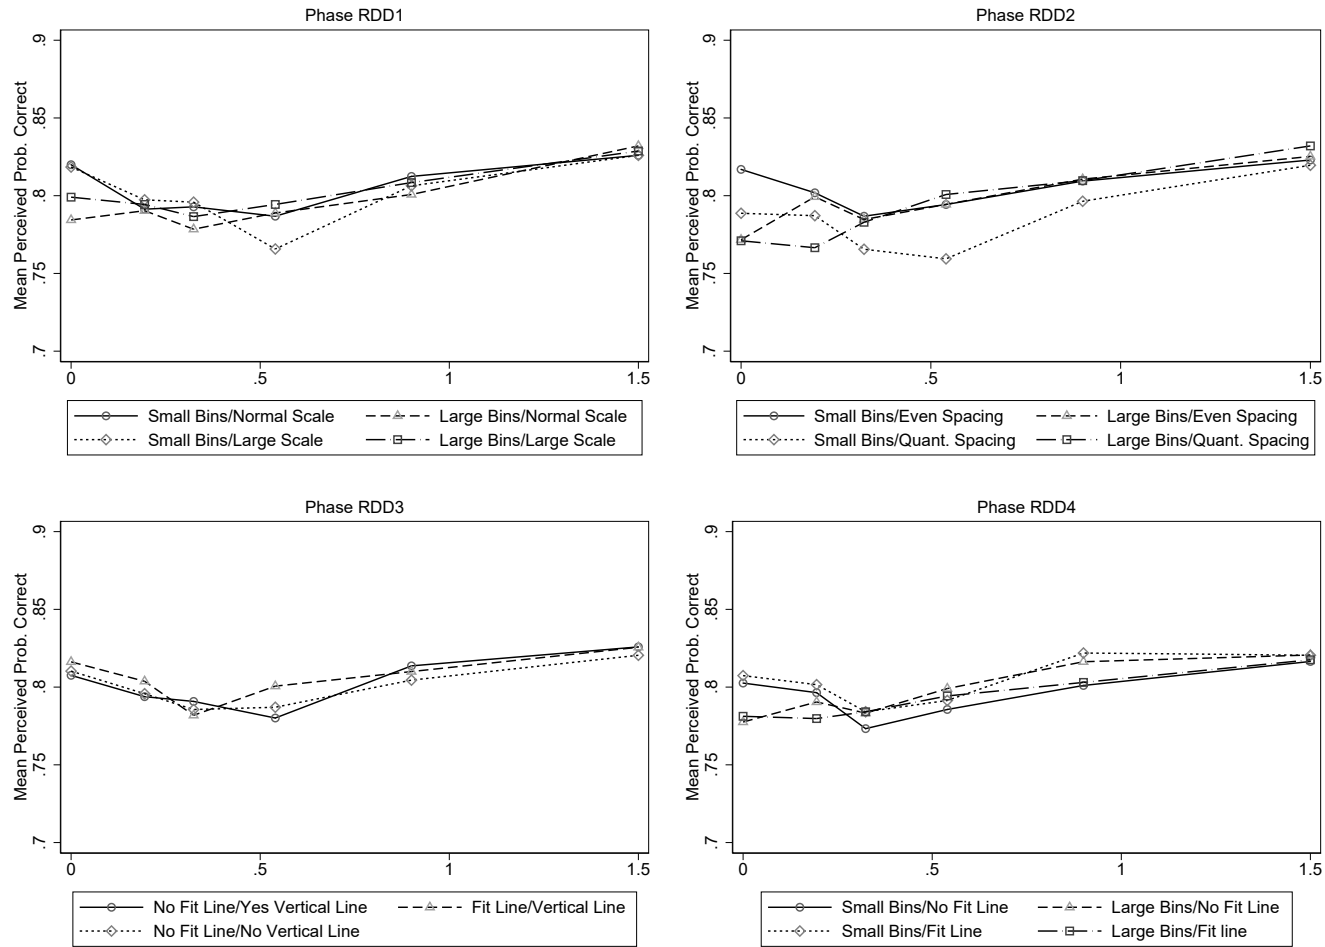 Phase RDD1
Mean Perceived Prob. Correct
.9
.85
.8
.75
.7
0 .5 1 1.5
Small Bins/Normal Scale Large Bins/Normal Scale
Small Bins/Large Scale Large Bins/Large Scale
Phase RDD2
Mean Perceived Prob. Correct
.9
.85
.8
.75
.7
0 .5 1 1.5
Small Bins/Even Spacing Large Bins/Even Spacing
Small Bins/Quant. Spacing Large Bins/Quant. Spacing
Phase RDD3
Mean Perceived Prob. Correct
.9
.85
.8
.75
.7
0 .5 1 1.5
No Fit Line/Yes Vertical Line Fit Line/Vertical Line
No Fit Line/No Vertical Line
Phase RDD4
Mean Perceived Prob. Correct
.9
.85
.8
.75
.7
0 .5 1 1.5
Small Bins/No Fit Line Large Bins/No Fit Line
Small Bins/Fit Line Large Bins/Fit line